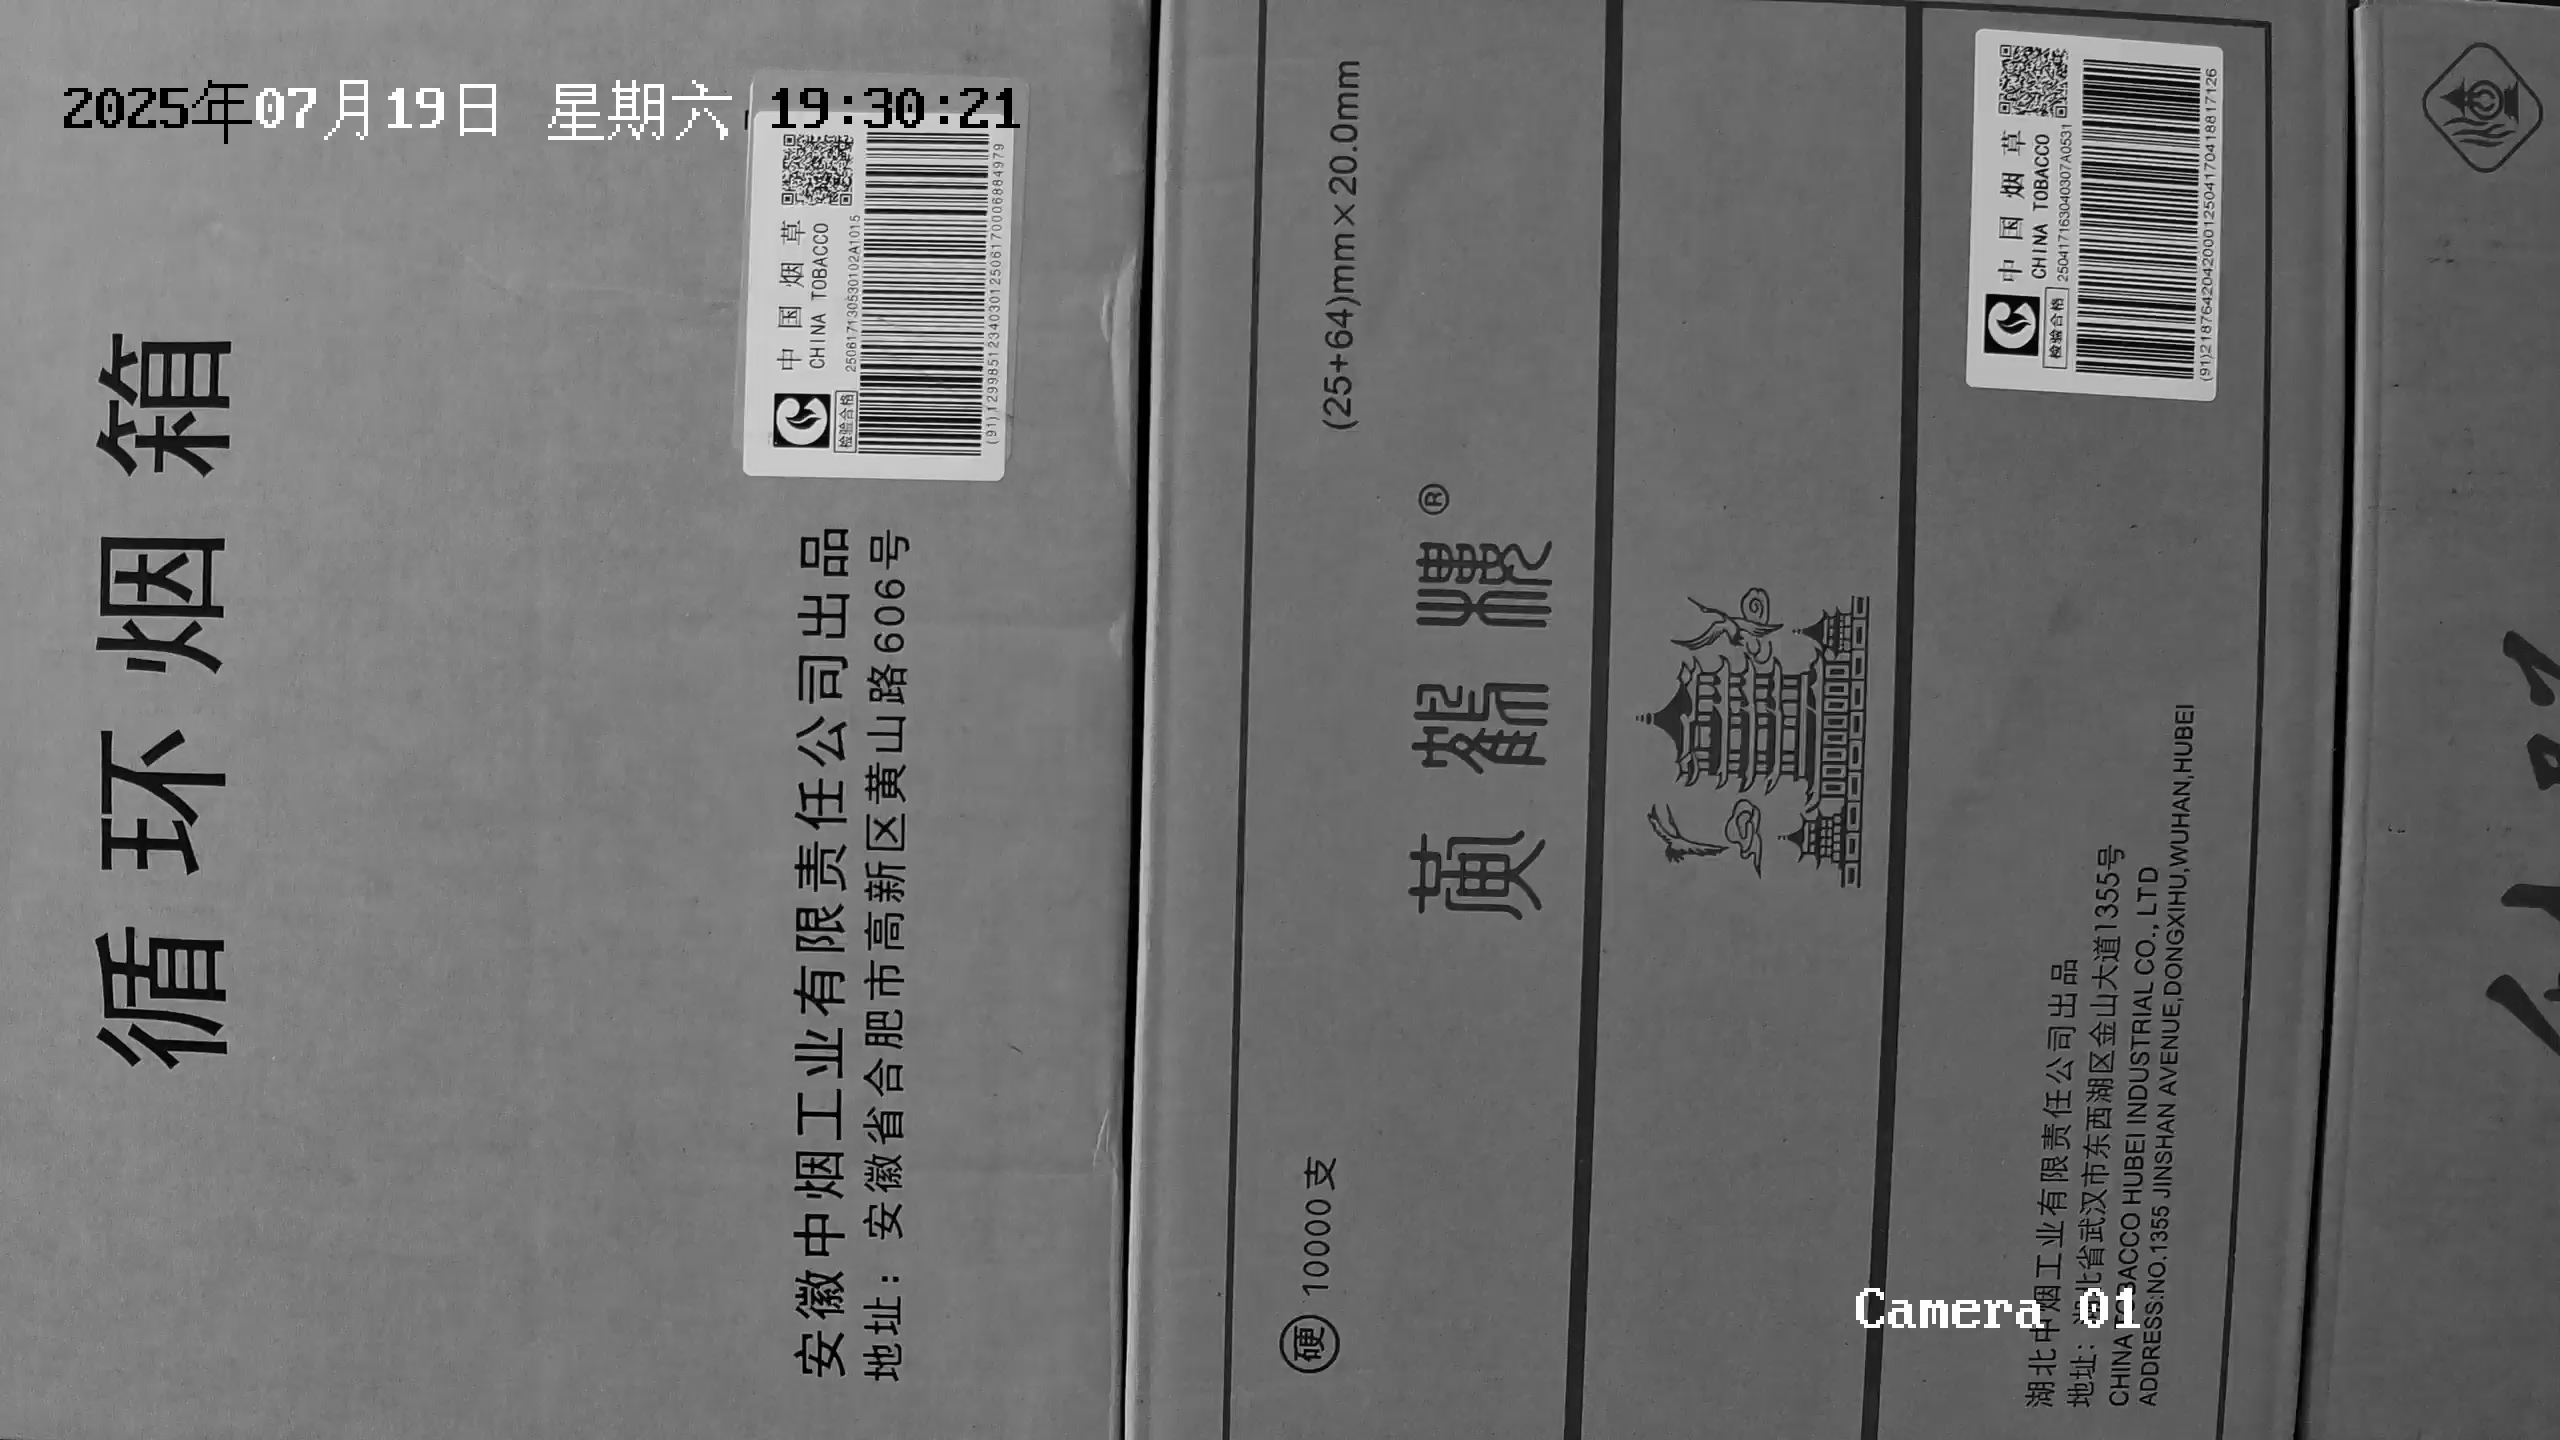 2025年07月19日 星期六 19:30:21
循环烟箱
中国烟草
CHINA TOBACCO
检验合格 25061713053010​2A1015
(91)1299851234030125061700068849​79
安徽中烟工业有限责任公司出品
地址：安徽省合肥市高新区黄山路606号
硬 10000支
(25+64)mm×20.0mm
黄鹤楼®
中国烟草
CHINA TOBACCO
检验合格 25041716304030​7A0531
(91)21876420420001250417041881​7126
湖北中烟工业有限责任公司出品
地址：湖北省武汉市东西湖区金山大道1355号
CHINA TOBACCO HUBEI INDUSTRIAL CO., LTD
ADDRESS:NO.1355 JINSHAN AVENUE,DONGXIHU,WUHAN,HUBEI
Camera 01